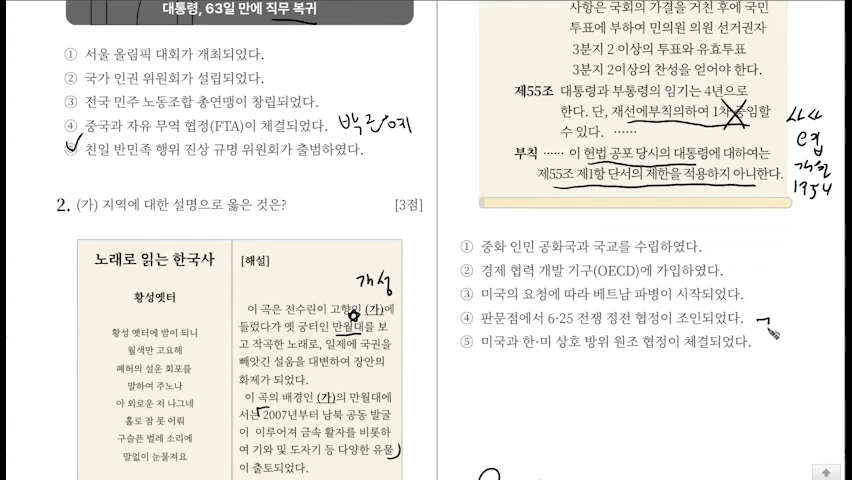 대통령, 63일 만에 직무 복귀
① 서울 올림픽 대회가 개최되었다.
② 국가 인권 위원회가 설립되었다.
③ 전국 민주 노동조합 총연맹이 창립되었다.
④ 중국과 자유 무역 협정(FTA)이 체결되었다. 박근혜
⑤ 친일 반민족 행위 진상 규명 위원회가 출범하였다.
2. (가) 지역에 대한 설명으로 옳은 것은? [3점]
노래로 읽는 한국사
황성옛터
황성 옛터에 밤이 되니
월색만 고요해
폐허의 설운 회포를
말하여 주노나
아 외로운 저 나그네
홀로 잠 못 이뤄
구슬픈 벌레 소리에
말없이 눈물져요
[해설]
개성
이 곡은 전수린이 고향인 (가)에
들렀다가 옛 궁터인 만월대를 보
고 작곡한 노래로, 일제에 국권을
빼앗긴 설움을 대변하여 장안의
화제가 되었다.
이 곡의 배경인 (가)의 만월대에
서는 2007년부터 남북 공동 발굴
이 이루어져 금속 활자를 비롯하
여 기와 및 도자기 등 다양한 유물
이 출토되었다.
사항은 국회의 가결을 거친 후에 국민
투표에 부하여 민의원 의원 선거권자
3분지 2 이상의 투표와 유효투표
3분지 2이상의 찬성을 얻어야 한다.
제55조 대통령과 부통령의 임기는 4년으로
한다. 단, 재선에부칙의하여 1차 중임할
수 있다. ……
부칙 …… 이 헌법 공포 당시의 대통령에 대하여는
제55조 제1항 단서의 제한을 적용하지 아니한다.
사사
개헌
1954
① 중화 인민 공화국과 국교를 수립하였다.
② 경제 협력 개발 기구(OECD)에 가입하였다.
③ 미국의 요청에 따라 베트남 파병이 시작되었다.
④ 판문점에서 6·25 전쟁 정전 협정이 조인되었다.
⑤ 미국과 한·미 상호 방위 원조 협정이 체결되었다.